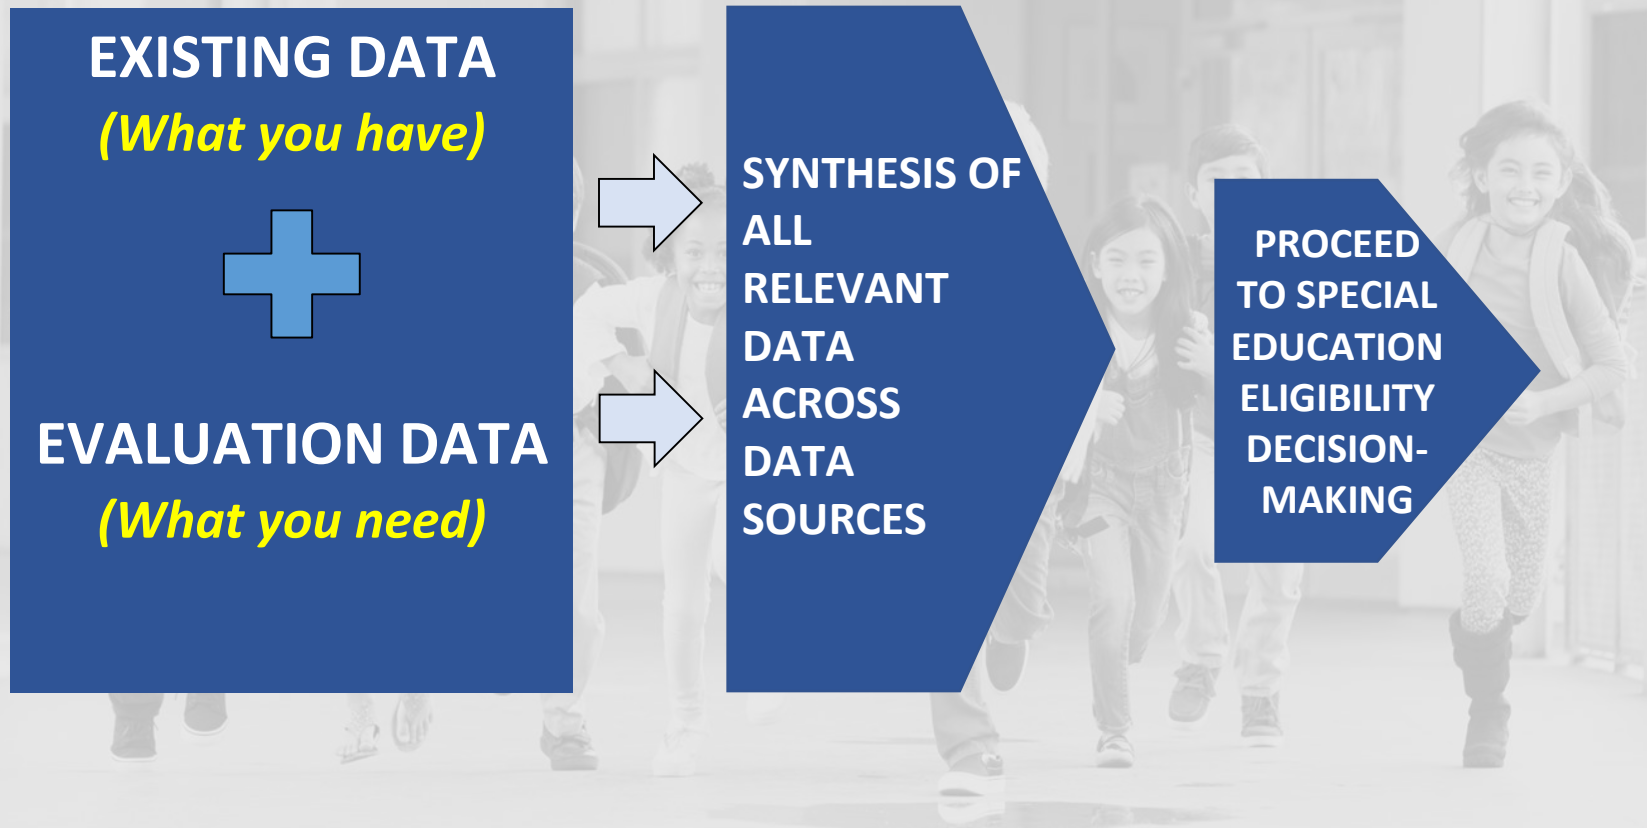 EXISTING DATA
(What you have)
EVALUATION DATA
(What you need)
SYNTHESIS OF
ALL
RELEVANT
DATA
ACROSS
DATA
SOURCES
PROCEED
TO SPECIAL
EDUCATION
ELIGIBILITY
DECISION-
MAKING